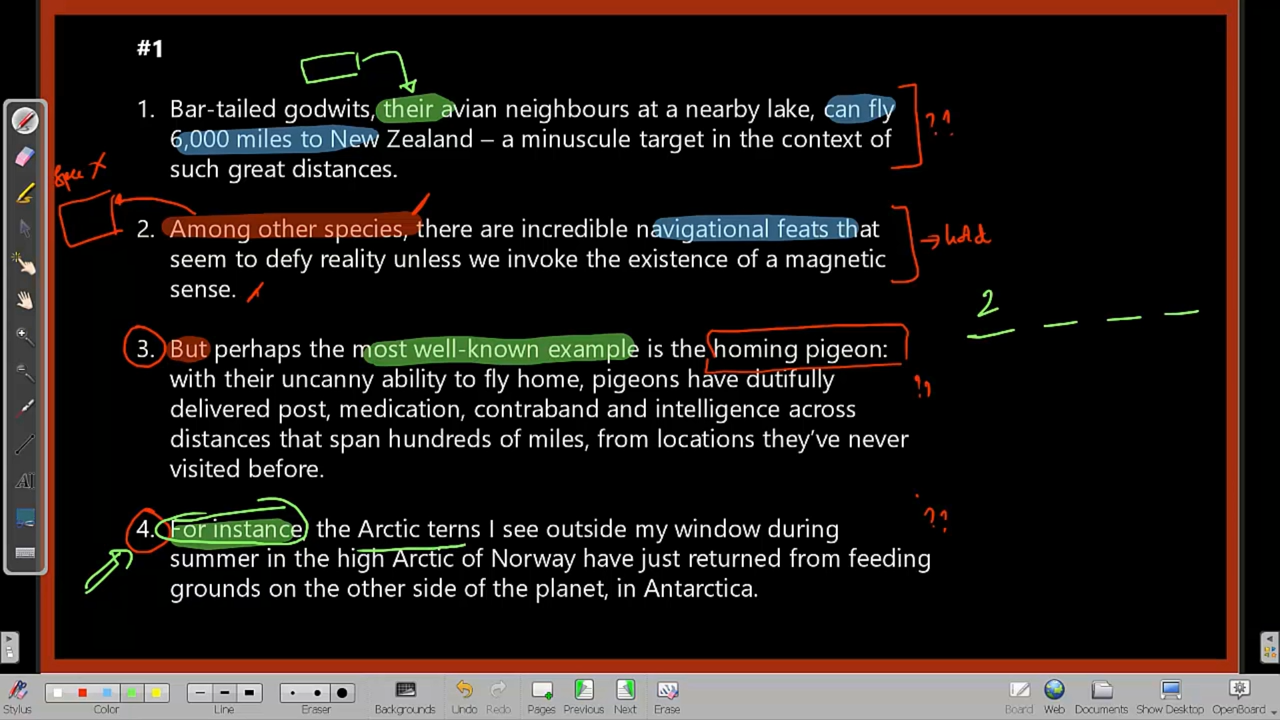 #1
1. Bar-tailed godwits, their avian neighbours at a nearby lake, can fly
6,000 miles to New Zealand – a minuscule target in the context of
such great distances.
??
Spec X
2. Among other species, there are incredible navigational feats that
seem to defy reality unless we invoke the existence of a magnetic
sense.
→ hold
2 _ _ _
3. But perhaps the most well-known example is the homing pigeon:
with their uncanny ability to fly home, pigeons have dutifully
delivered post, medication, contraband and intelligence across
distances that span hundreds of miles, from locations they’ve never
visited before.
??
4. For instance, the Arctic terns I see outside my window during
summer in the high Arctic of Norway have just returned from feeding
grounds on the other side of the planet, in Antarctica.
??
Stylus
Color
Line
Eraser
Backgrounds
Undo
Redo
Pages
Previous
Next
Erase
Board
Web
Documents
Show Desktop
OpenBoard